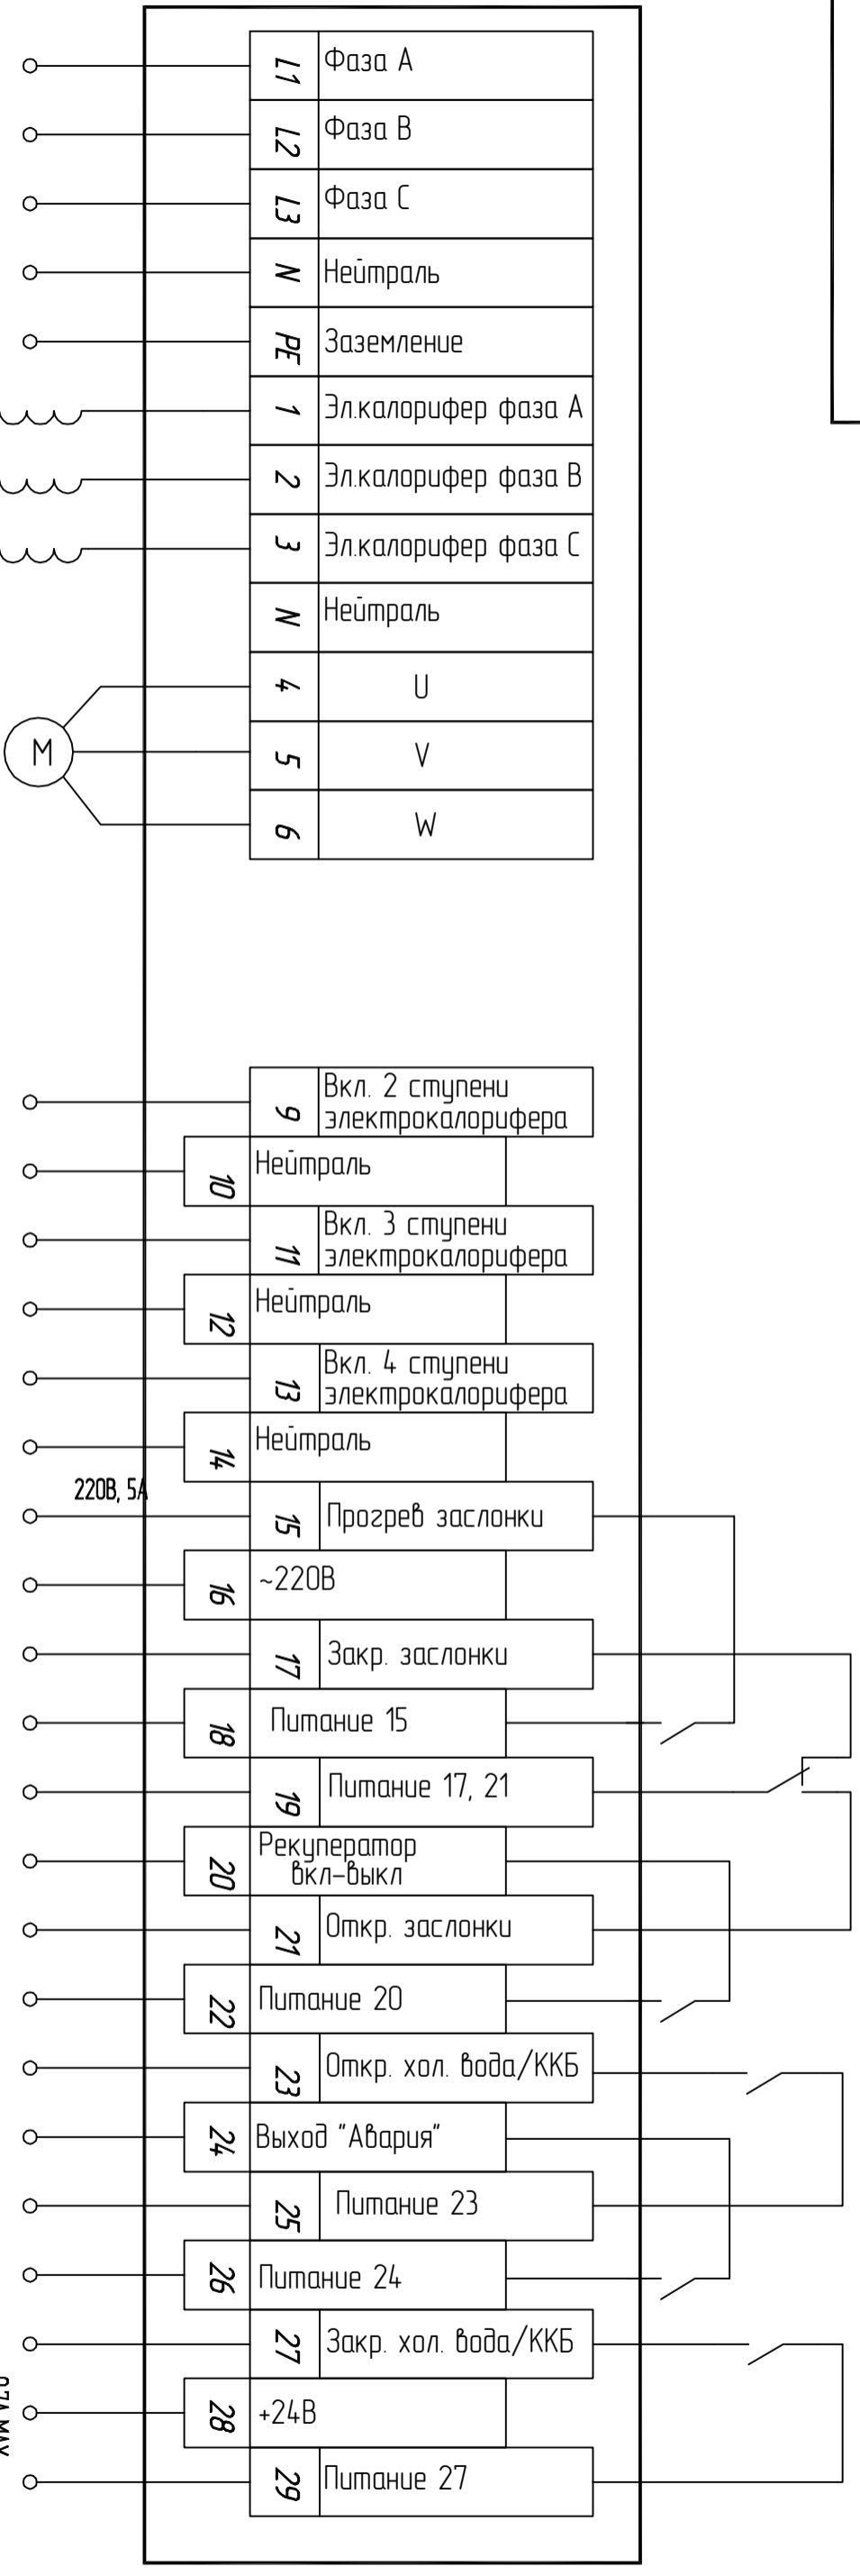 L1 Фаза А
L2 Фаза В
L3 Фаза С
N Нейтраль
PE Заземление
1 Эл.калорифер фаза А
2 Эл.калорифер фаза В
3 Эл.калорифер фаза С
N Нейтраль
4 U
M 5 V
6 W
9 Вкл. 2 ступени
электрокалорифера
10 Нейтраль
11 Вкл. 3 ступени
электрокалорифера
12 Нейтраль
13 Вкл. 4 ступени
электрокалорифера
14 Нейтраль
220В, 5А
15 Прогрев заслонки
16 ~220В
17 Закр. заслонки
18 Питание 15
19 Питание 17, 21
20 Рекуператор
вкл-выкл
21 Откр. заслонки
22 Питание 20
23 Откр. хол. вода/ККБ
24 Выход "Авария"
25 Питание 23
26 Питание 24
27 Закр. хол. вода/ККБ
28 +24В
29 Питание 27